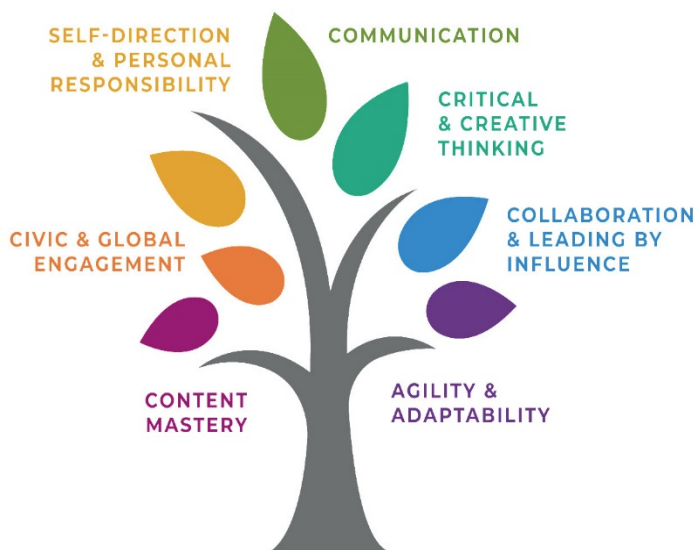 SELF-DIRECTION
& PERSONAL
RESPONSIBILITY
COMMUNICATION
CRITICAL
& CREATIVE
THINKING
CIVIC & GLOBAL
ENGAGEMENT
COLLABORATION
& LEADING BY
INFLUENCE
CONTENT
MASTERY
AGILITY &
ADAPTABILITY